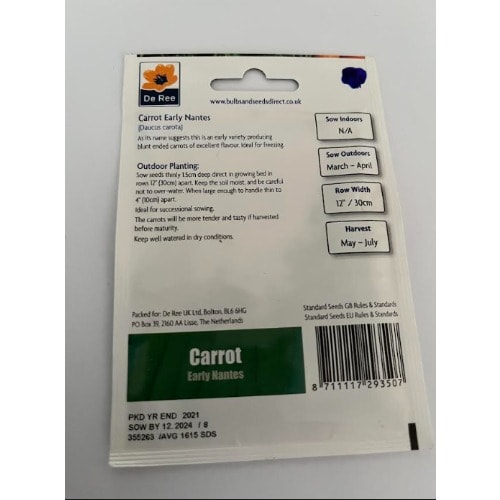 De Ree
www.bulbsandseedsdirect.co.uk
Carrot Early Nantes
(Daucus carota)
As its name suggests this is an early variety, producing
blunt ended carrots of excellent flavour. Ideal for freezing.
Outdoor Planting:
Sow seeds thinly 1.5cm deep direct in growing bed in
rows 12" (30cm) apart. Keep the soil moist, and be careful
not to over-water. When large enough to handle thin to
4" (10cm) apart.
Ideal for successional sowing.
The carrots will be more tender and tasty if harvested
before maturity.
Keep well watered in dry conditions.
Sow Indoors
N/A
Sow Outdoors
March – April
Row Width
12" / 30cm
Harvest
May – July
Packed for: De Ree UK Ltd, Bolton, BL6 6HG
PO Box 39, 2160 AA Lisse, The Netherlands
Standard Seeds GB Rules & Standards
Standard Seeds EU Rules & Standards
Carrot
Early Nantes
8 711117 293507
PKD YR END 2021
SOW BY 12. 2024 / 8
355263 /AVG 1615 SDS